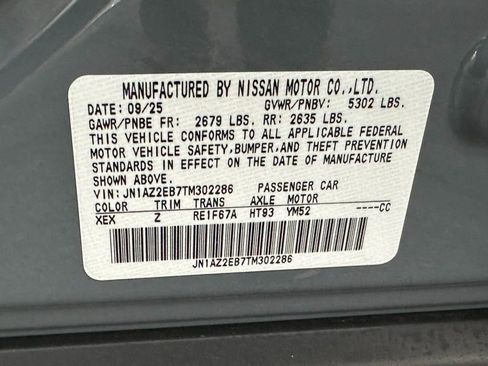 MANUFACTURED BY NISSAN MOTOR CO.,LTD.
DATE: 09/25 GVWR/PNBV: 5302 LBS.
GAWR/PNBE FR: 2679 LBS. RR: 2635 LBS.
THIS VEHICLE CONFORMS TO ALL APPLICABLE FEDERAL
MOTOR VEHICLE SAFETY,BUMPER,AND THEFT PREVENTION
STANDARDS IN EFFECT ON THE DATE OF MANUFACTURE
SHOWN ABOVE.
VIN: JN1AZ2EB7TM302286 PASSENGER CAR
COLOR TRIM TRANS AXLE MOTOR
XEX Z RE1F67A HT93 YM52 ----CC
JN1AZ2EB7TM302286